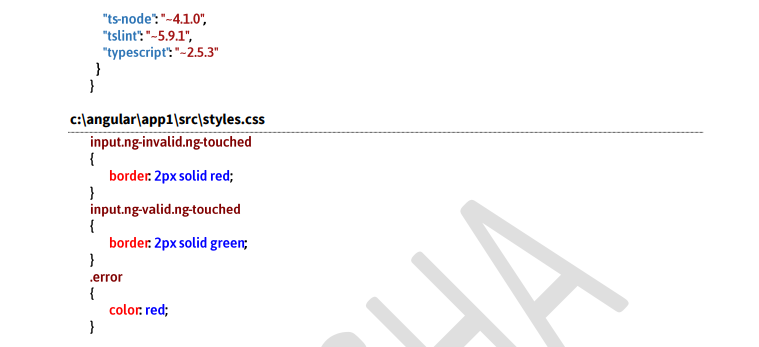 "ts-node": "~4.1.0",
"tslint": "~5.9.1",
"typescript": "~2.5.3"
}
}
c:\angular\app1\src\styles.css
input.ng-invalid.ng-touched
{
border: 2px solid red;
}
input.ng-valid.ng-touched
{
border: 2px solid green;
}
.error
{
color: red;
}
HA